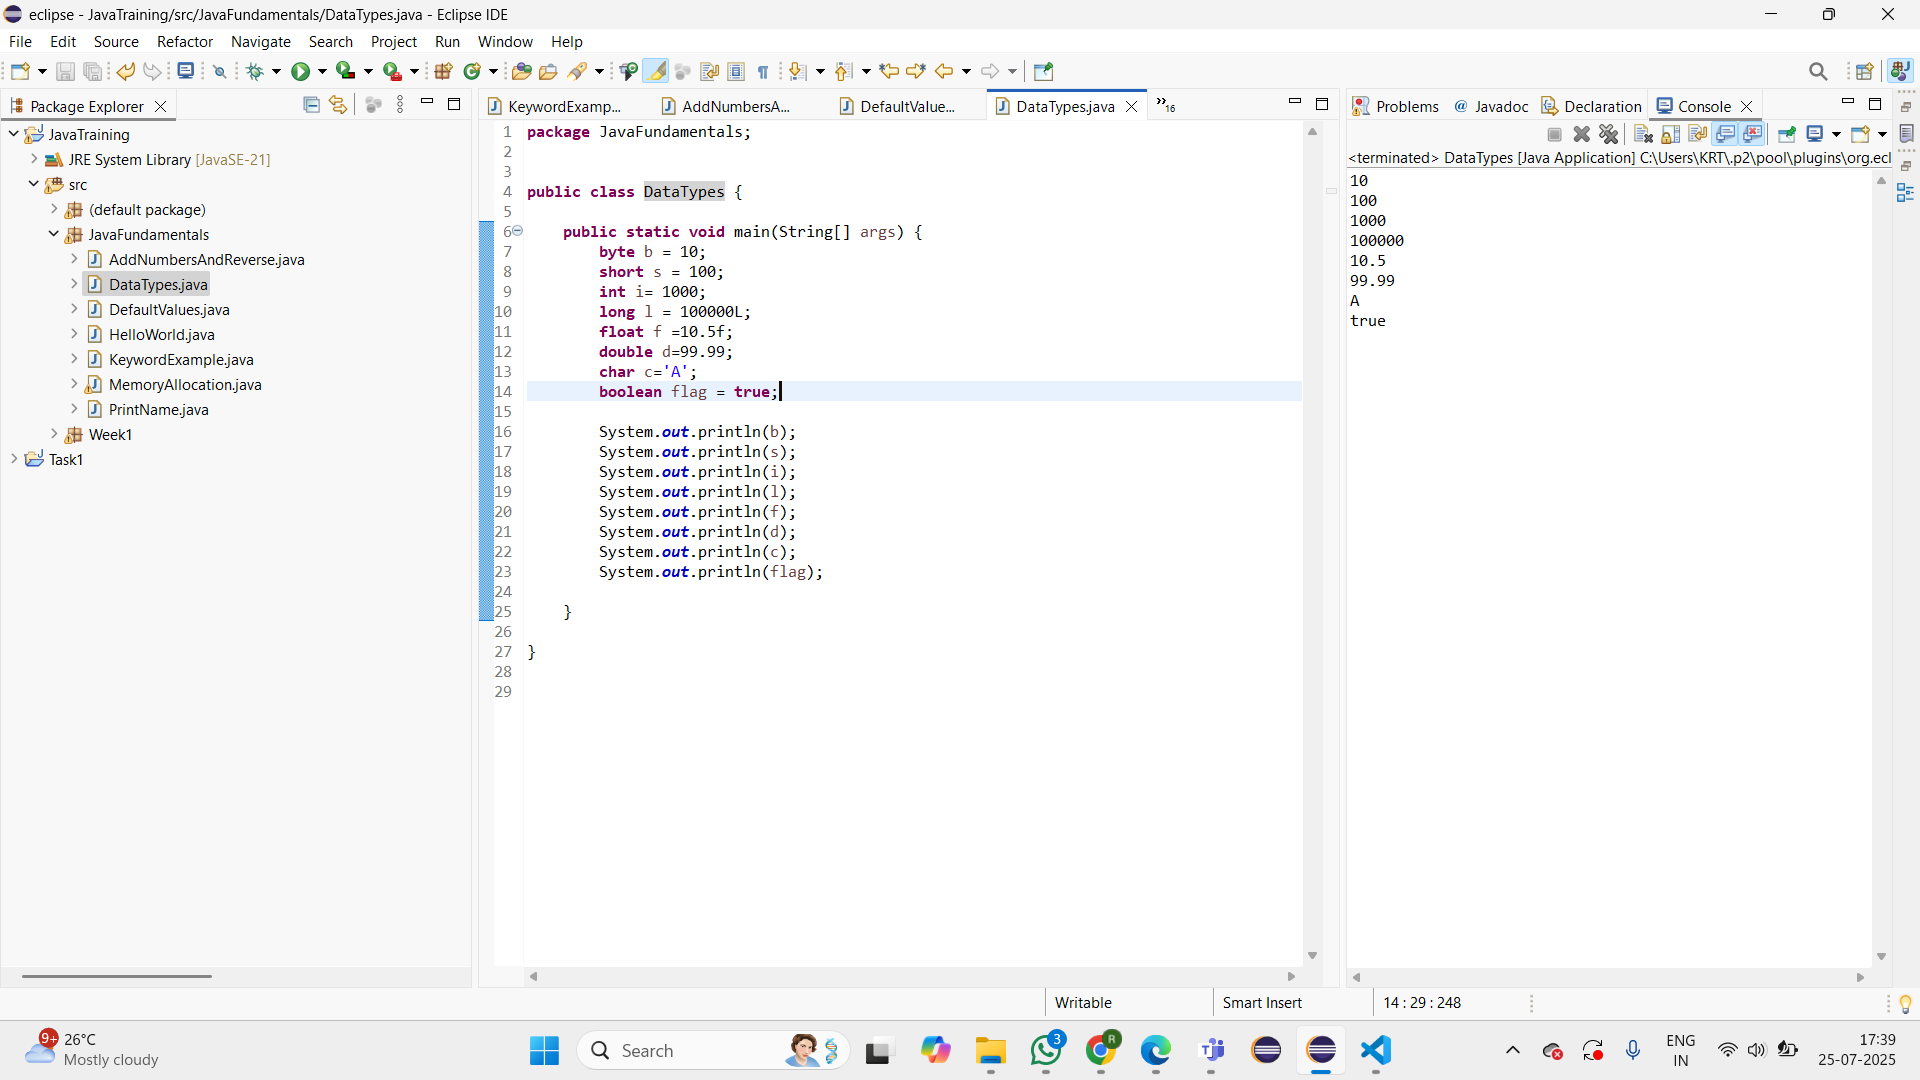 eclipse - JavaTraining/src/JavaFundamentals/DataTypes.java - Eclipse IDE
File Edit Source Refactor Navigate Search Project Run Window Help
Package Explorer
JavaTraining
JRE System Library [JavaSE-21]
src
(default package)
JavaFundamentals
AddNumbersAndReverse.java
DataTypes.java
DefaultValues.java
HelloWorld.java
KeywordExample.java
MemoryAllocation.java
PrintName.java
Week1
Task1
KeywordExamp... AddNumbersA... DefaultValue... DataTypes.java »16
1 package JavaFundamentals;
2
3
4 public class DataTypes {
5
6 public static void main(String[] args) {
7 byte b = 10;
8 short s = 100;
9 int i= 1000;
10 long l = 100000L;
11 float f =10.5f;
12 double d=99.99;
13 char c='A';
14 boolean flag = true;
15
16 System.out.println(b);
17 System.out.println(s);
18 System.out.println(i);
19 System.out.println(l);
20 System.out.println(f);
21 System.out.println(d);
22 System.out.println(c);
23 System.out.println(flag);
24
25 }
26
27 }
28
29
Problems @ Javadoc Declaration Console
<terminated> DataTypes [Java Application] C:\Users\KRT\.p2\pool\plugins\org.ecl
10
100
1000
100000
10.5
99.99
A
true
Writable Smart Insert 14 : 29 : 248
9+ 26°C
Mostly cloudy
Search
3
R
ENG
IN
17:39
25-07-2025